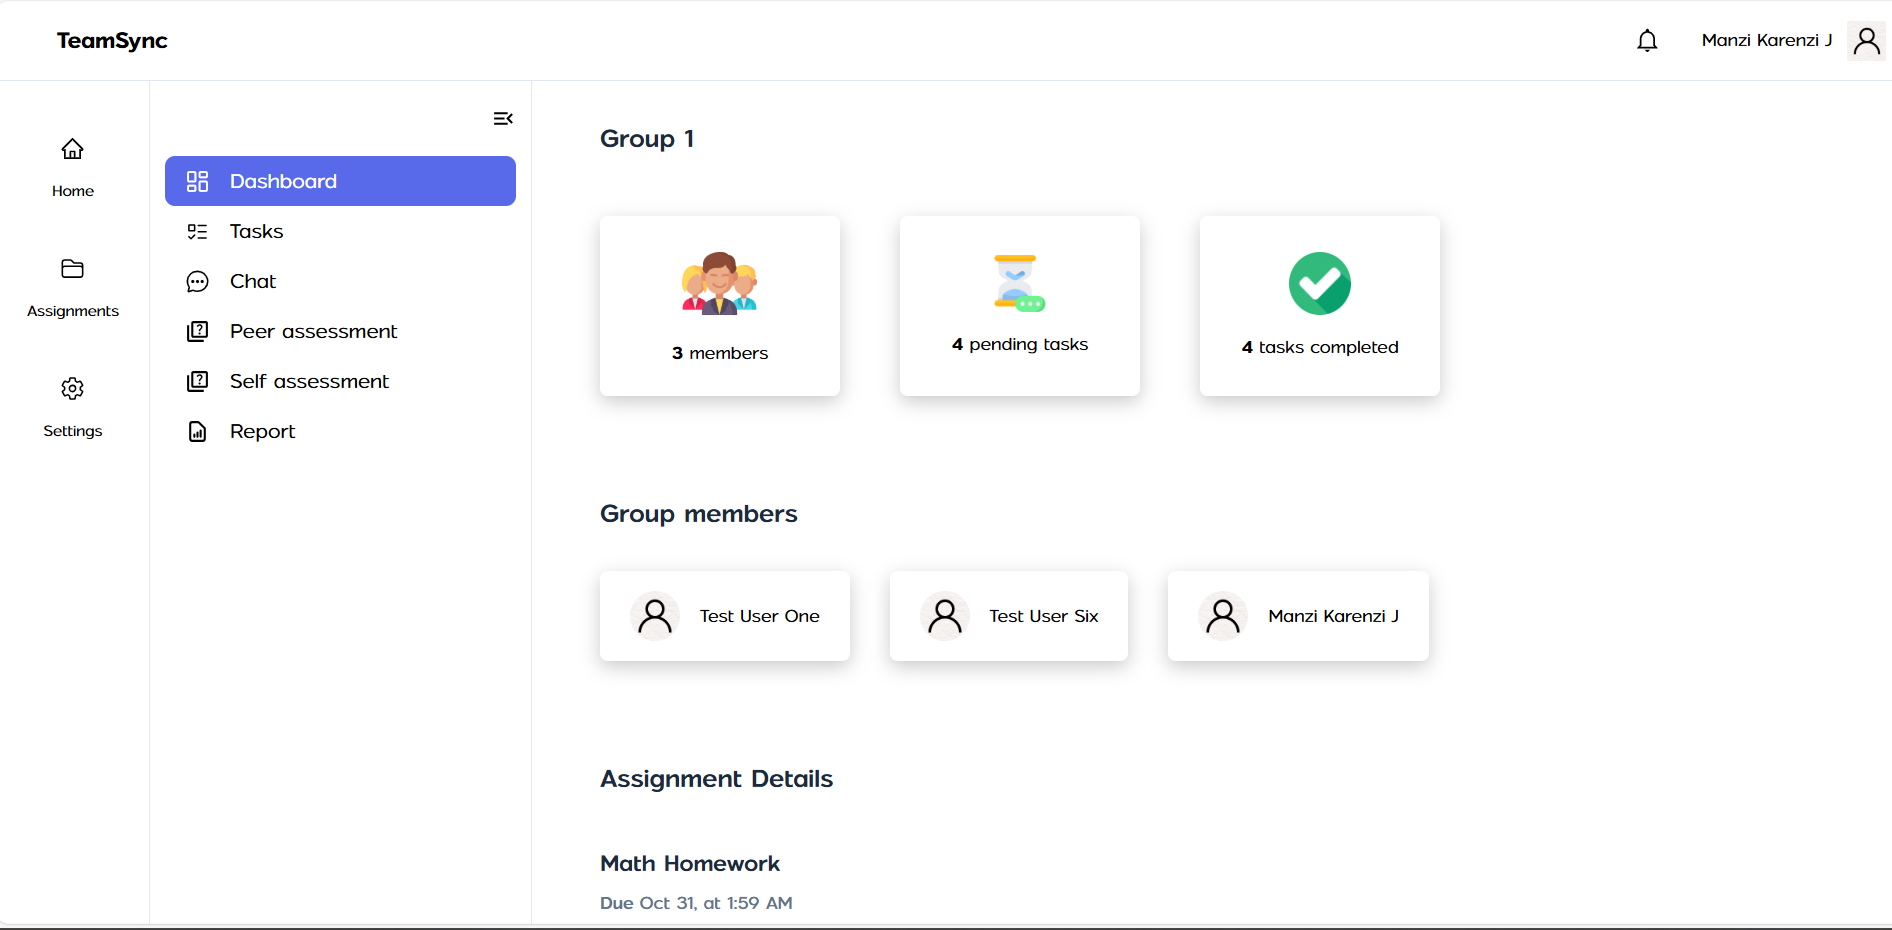 TeamSync
Manzi Karenzi J
Home
Assignments
Settings
Dashboard
Tasks
Chat
Peer assessment
Self assessment
Report
Group 1
3 members
4 pending tasks
4 tasks completed
Group members
Test User One
Test User Six
Manzi Karenzi J
Assignment Details
Math Homework
Due Oct 31, at 1:59 AM